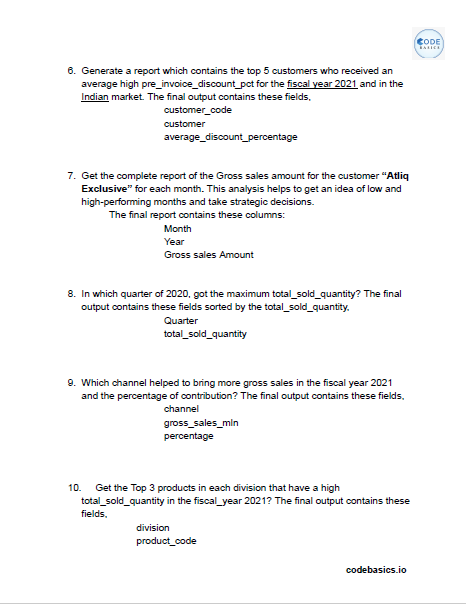 CODE
BASICS
6. Generate a report which contains the top 5 customers who received an
average high pre_invoice_discount_pct for the fiscal year 2021 and in the
Indian market. The final output contains these fields,
customer_code
customer
average_discount_percentage
7. Get the complete report of the Gross sales amount for the customer “Atliq
Exclusive” for each month. This analysis helps to get an idea of low and
high-performing months and take strategic decisions.
The final report contains these columns:
Month
Year
Gross sales Amount
8. In which quarter of 2020, got the maximum total_sold_quantity? The final
output contains these fields sorted by the total_sold_quantity,
Quarter
total_sold_quantity
9. Which channel helped to bring more gross sales in the fiscal year 2021
and the percentage of contribution? The final output contains these fields,
channel
gross_sales_mln
percentage
10. Get the Top 3 products in each division that have a high
total_sold_quantity in the fiscal_year 2021? The final output contains these
fields,
division
product_code
codebasics.io